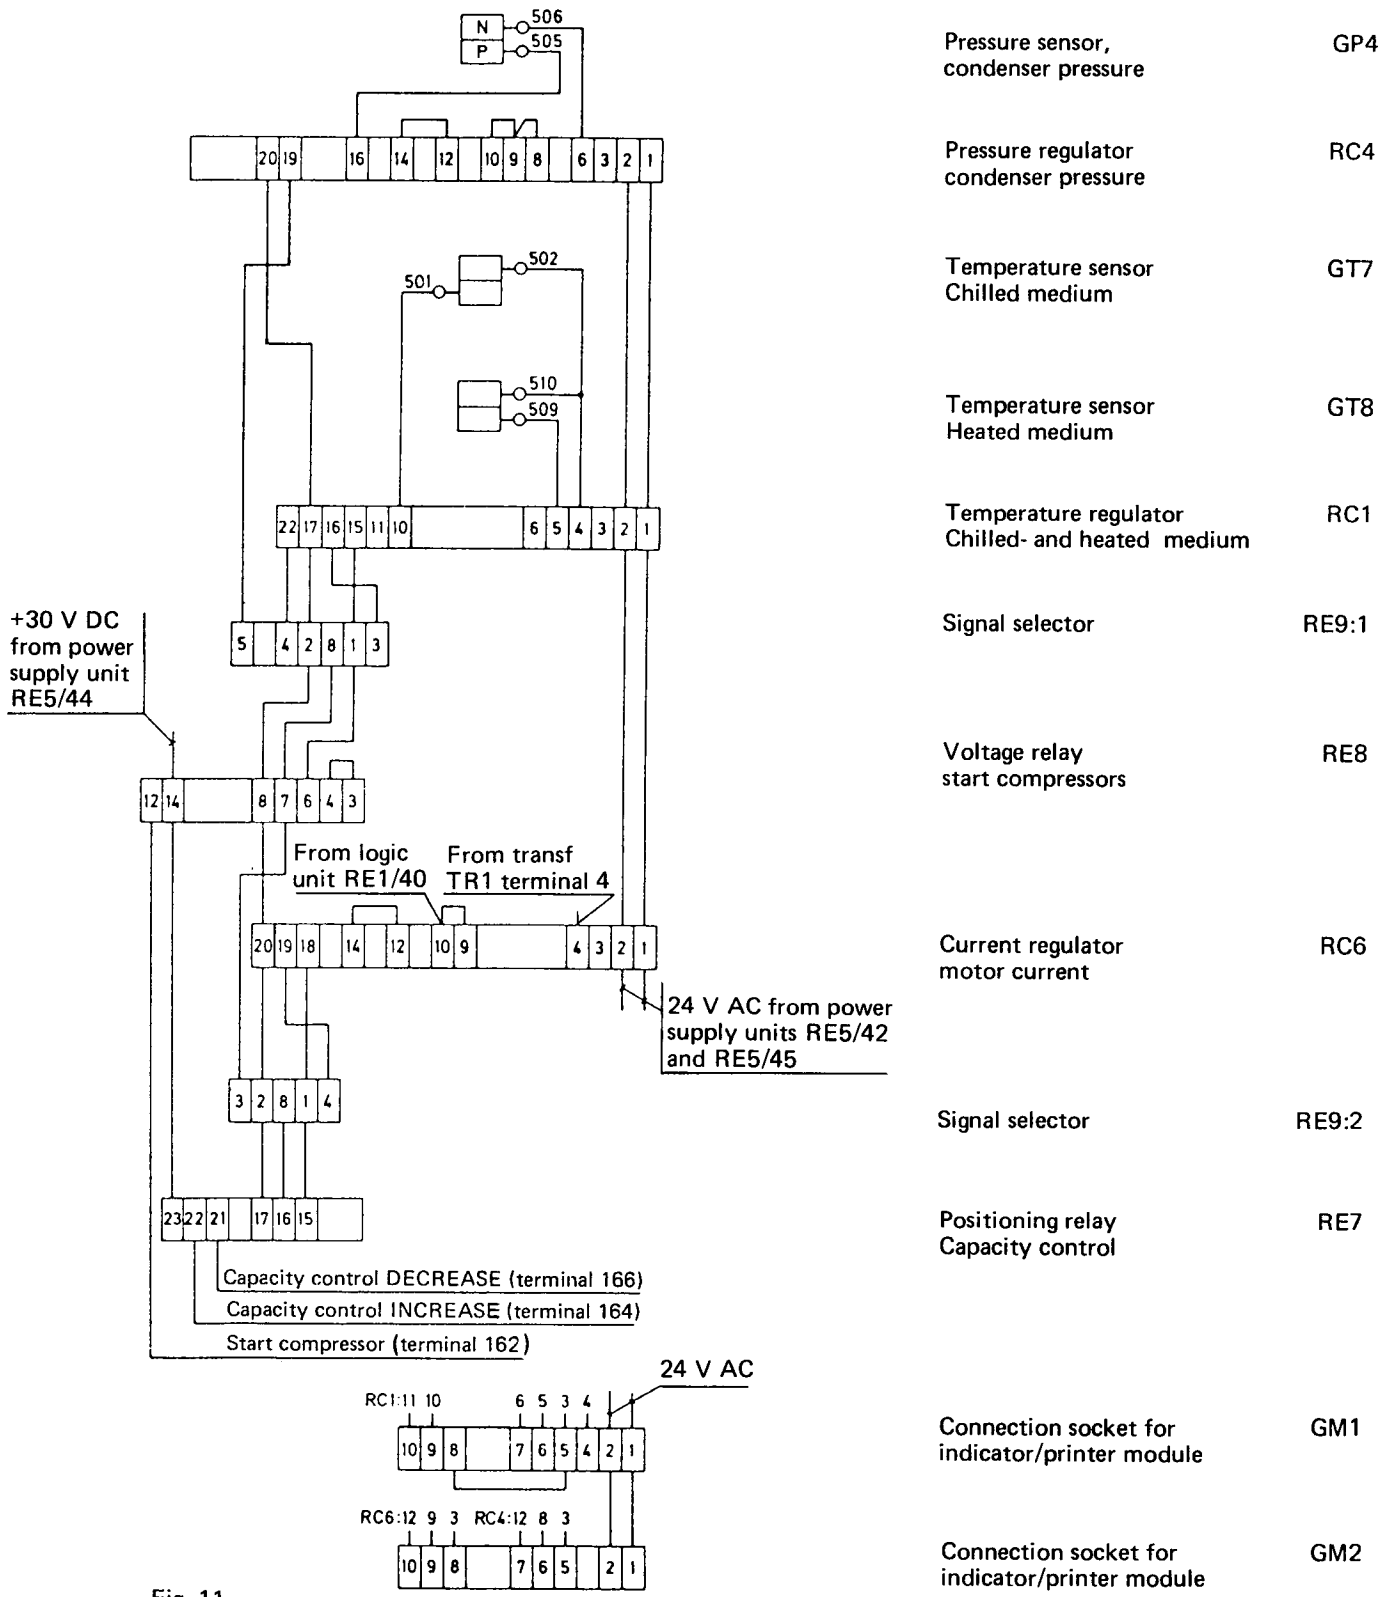 N 506
P 505
Pressure sensor, GP4
condenser pressure
20 19 16 14 12 10 9 8 6 3 2 1
Pressure regulator RC4
condenser pressure
501 502
Temperature sensor GT7
Chilled medium
510
509
Temperature sensor GT8
Heated medium
22 17 16 15 11 10 6 5 4 3 2 1
Temperature regulator RC1
Chilled- and heated medium
+30 V DC
from power
supply unit
RE5/44
5 4 2 8 1 3
Signal selector RE9:1
12 14 8 7 6 4 3
Voltage relay RE8
start compressors
From logic
unit RE1/40
From transf
TR1 terminal 4
20 19 18 14 12 10 9 4 3 2 1
Current regulator RC6
motor current
24 V AC from power
supply units RE5/42
and RE5/45
3 2 8 1 4
Signal selector RE9:2
23 22 21 17 16 15
Positioning relay RE7
Capacity control
Capacity control DECREASE (terminal 166)
Capacity control INCREASE (terminal 164)
Start compressor (terminal 162)
24 V AC
RC1:11 10 6 5 3 4
10 9 8 7 6 5 4 2 1
Connection socket for GM1
indicator/printer module
RC6:12 9 3 RC4:12 8 3
10 9 8 7 6 5 2 1
Connection socket for GM2
indicator/printer module
Fig. 11